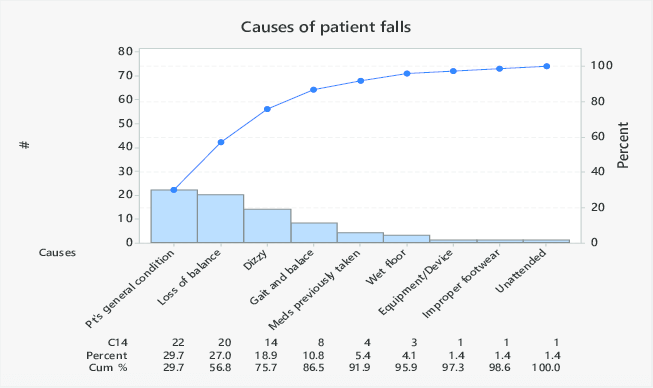 Causes of patient falls
80
70
60
50
40
30
20
10
0
#
100
80
60
40
20
0
Percent
Causes
Pt's general condition
Loss of balance
Dizzy
Gait and balace
Meds previously taken
Wet floor
Equipment/Device
Improper footwear
Unattended
C14 22 20 14 8 4 3 1 1 1
Percent 29.7 27.0 18.9 10.8 5.4 4.1 1.4 1.4 1.4
Cum % 29.7 56.8 75.7 86.5 91.9 95.9 97.3 98.6 100.0